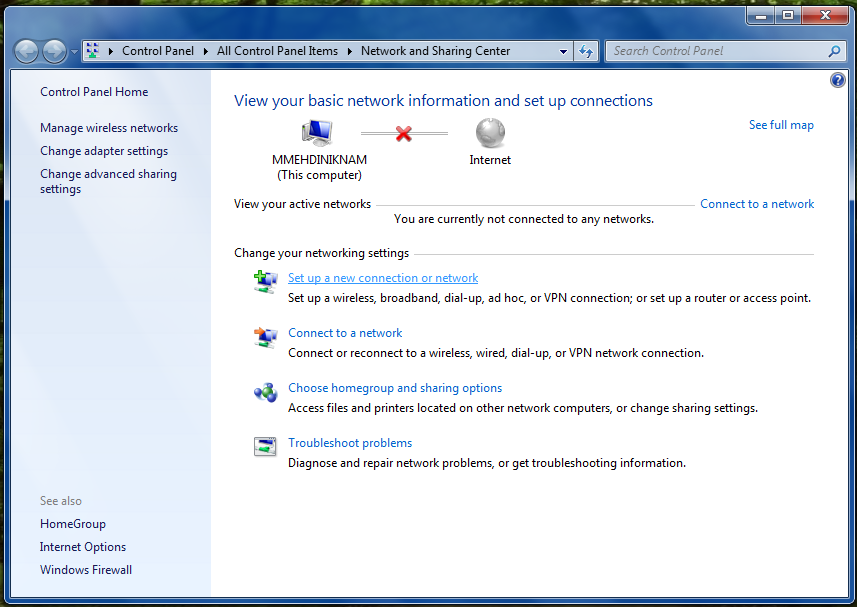 Control Panel
All Control Panel Items
Network and Sharing Center
Search Control Panel
Control Panel Home
Manage wireless networks
Change adapter settings
Change advanced sharing
settings
See also
HomeGroup
Internet Options
Windows Firewall
View your basic network information and set up connections
See full map
MMEHDINIKNAM
(This computer)
Internet
View your active networks
Connect to a network
You are currently not connected to any networks.
Change your networking settings
Set up a new connection or network
Set up a wireless, broadband, dial-up, ad hoc, or VPN connection; or set up a router or access point.
Connect to a network
Connect or reconnect to a wireless, wired, dial-up, or VPN network connection.
Choose homegroup and sharing options
Access files and printers located on other network computers, or change sharing settings.
Troubleshoot problems
Diagnose and repair network problems, or get troubleshooting information.